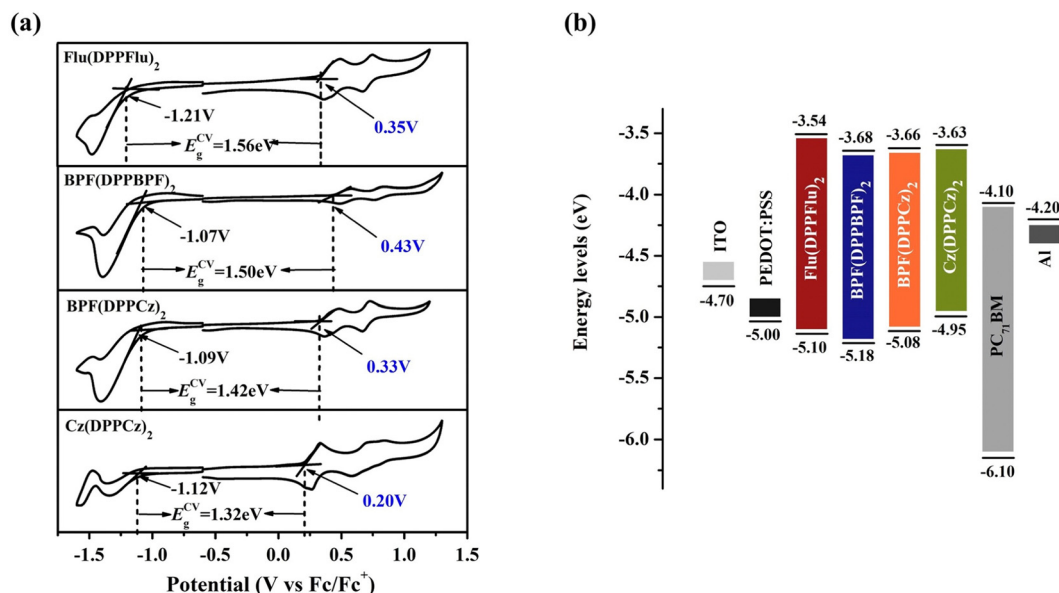 (a)
Flu(DPPFlu)₂
-1.21V
0.35V
E_g^CV=1.56eV
BPF(DPPBPF)₂
-1.07V
0.43V
E_g^CV=1.50eV
BPF(DPPCz)₂
-1.09V
0.33V
E_g^CV=1.42eV
Cz(DPPCz)₂
-1.12V
0.20V
E_g^CV=1.32eV
-1.5 -1.0 -0.5 0.0 0.5 1.0 1.5
Potential (V vs Fc/Fc⁺)
(b)
Energy levels (eV)
-3.5
-4.0
-4.5
-5.0
-5.5
-6.0
ITO
-4.70
PEDOT:PSS
-5.00
-3.54
Flu(DPPFlu)₂
-5.10
-3.68
BPF(DPPBPF)₂
-5.18
-3.66
BPF(DPPCz)₂
-5.08
-3.63
Cz(DPPCz)₂
-4.95
-4.10
PC₇₁BM
-6.10
-4.20
Al